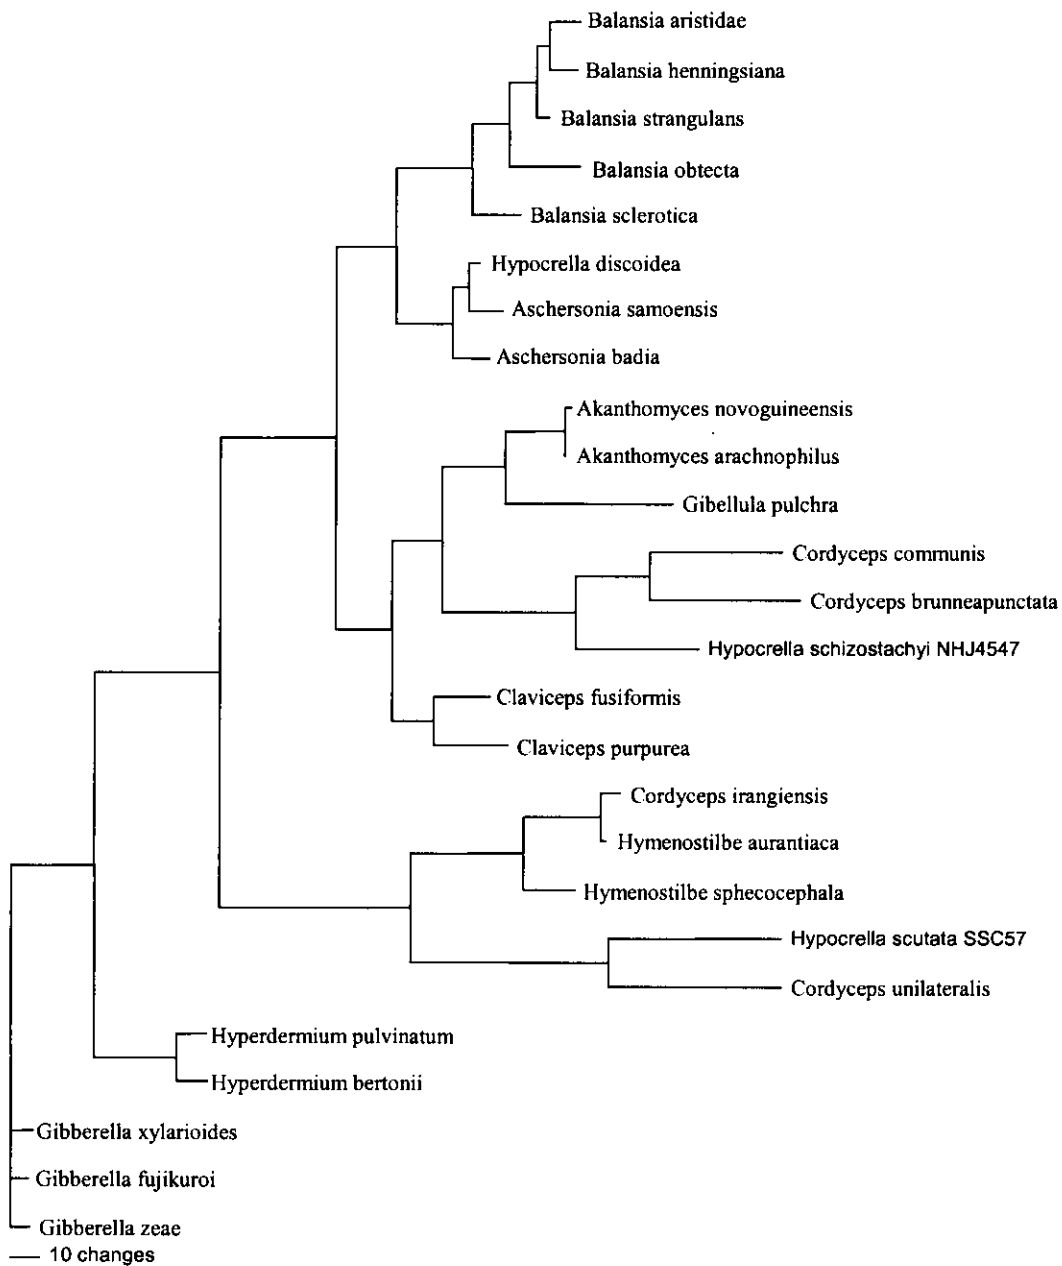 Balansia aristidae
Balansia henningsiana
Balansia strangulans
Balansia obtecta
Balansia sclerotica
Hypocrella discoidea
Aschersonia samoensis
Aschersonia badia
Akanthomyces novoguineensis
Akanthomyces arachnophilus
Gibellula pulchra
Cordyceps communis
Cordyceps brunneapunctata
Hypocrella schizostachyi NHJ4547
Claviceps fusiformis
Claviceps purpurea
Cordyceps irangiensis
Hymenostilbe aurantiaca
Hymenostilbe sphecocephala
Hypocrella scutata SSC57
Cordyceps unilateralis
Hyperdermium pulvinatum
Hyperdermium bertonii
Gibberella xylarioides
Gibberella fujikuroi
Gibberella zeae
10 changes